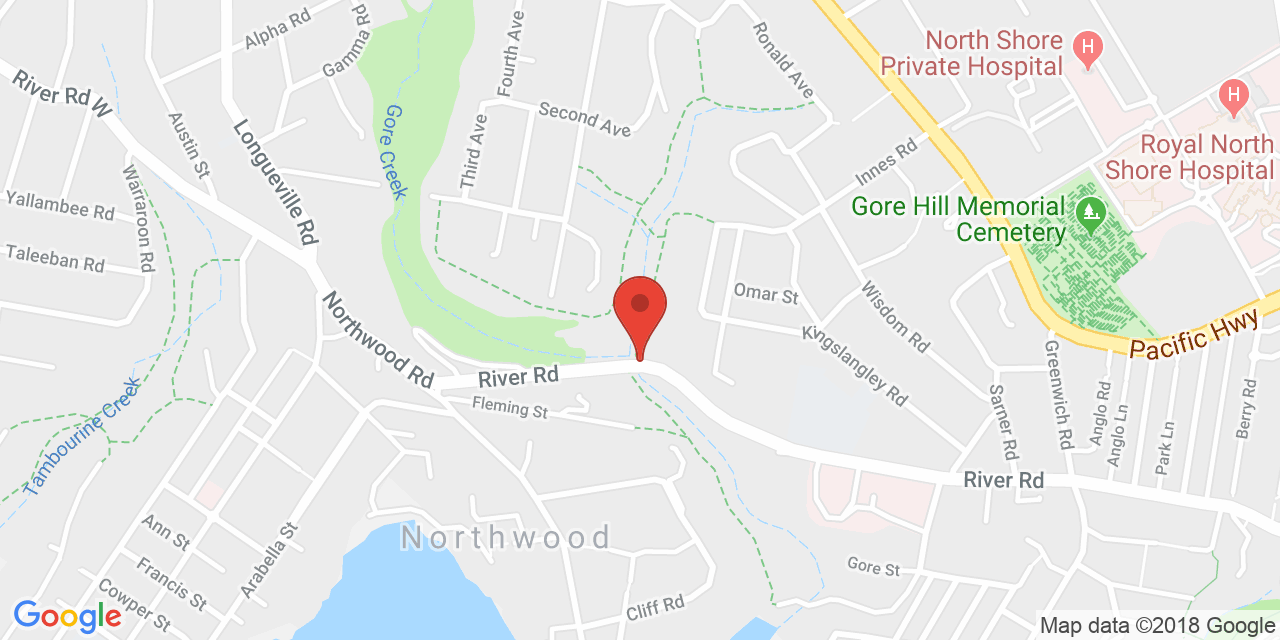 Alpha Rd
Gamma Rd
Fourth Ave
Ronald Ave
North Shore
Private Hospital
H
H
River Rd W
Austin St
Longueville Rd
Gore Creek
Third Ave
Second Ave
Innes Rd
Royal North
Shore Hospital
Warraroon Rd
Yallambee Rd
Taleeban Rd
Gore Hill Memorial
Cemetery
Omar St
Wisdom Rd
Kingslangley Rd
Pacific Hwy
Northwood Rd
River Rd
Fleming St
Greenwich Rd
Sarner Rd
Anglo Rd
Anglo Ln
Park Ln
Berry Rd
Tambourine Creek
River Rd
Ann St
Francis St
Cowper St
Arabella St
Northwood
Gore St
Cliff Rd
Google
Map data ©2018 Google